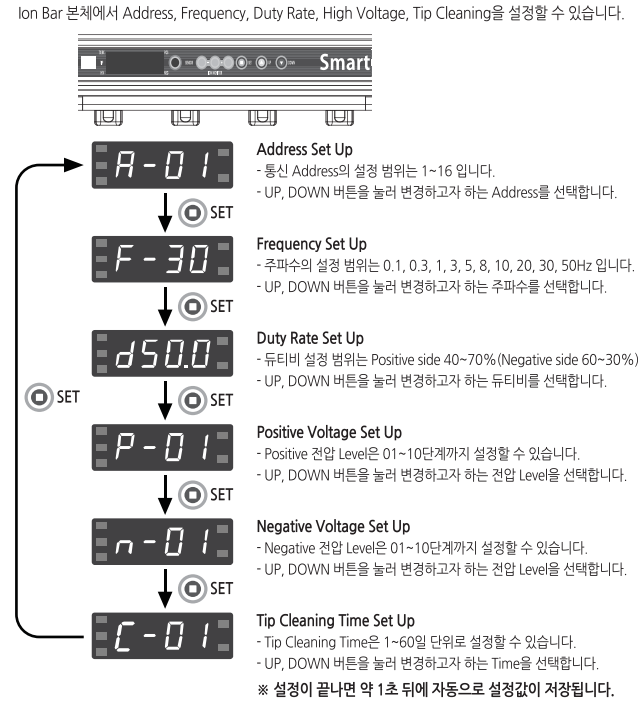 Ion Bar 본체에서 Address, Frequency, Duty Rate, High Voltage, Tip Cleaning을 설정할 수 있습니다.
Smart
A-01
Address Set Up
- 통신 Address의 설정 범위는 1~16 입니다.
- UP, DOWN 버튼을 눌러 변경하고자 하는 Address를 선택합니다.
SET
F-30
Frequency Set Up
- 주파수의 설정 범위는 0.1, 0.3, 1, 3, 5, 8, 10, 20, 30, 50Hz 입니다.
- UP, DOWN 버튼을 눌러 변경하고자 하는 주파수를 선택합니다.
SET
d50.0
Duty Rate Set Up
- 듀티비 설정 범위는 Positive side 40~70%(Negative side 60~30%)
- UP, DOWN 버튼을 눌러 변경하고자 하는 듀티비를 선택합니다.
SET
SET
P-01
Positive Voltage Set Up
- Positive 전압 Level은 01~10단계까지 설정할 수 있습니다.
- UP, DOWN 버튼을 눌러 변경하고자 하는 전압 Level을 선택합니다.
SET
n-01
Negative Voltage Set Up
- Negative 전압 Level은 01~10단계까지 설정할 수 있습니다.
- UP, DOWN 버튼을 눌러 변경하고자 하는 전압 Level을 선택합니다.
SET
C-01
Tip Cleaning Time Set Up
- Tip Cleaning Time은 1~60일 단위로 설정할 수 있습니다.
- UP, DOWN 버튼을 눌러 변경하고자 하는 Time을 선택합니다.
※ 설정이 끝나면 약 1초 뒤에 자동으로 설정값이 저장됩니다.